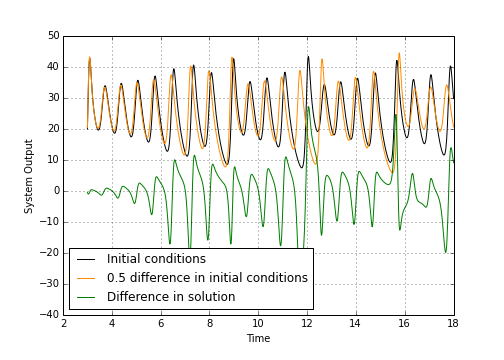 50
40
30
20
10
0
−10
−20
−30
−40
System Output
Initial conditions
0.5 difference in initial conditions
Difference in solution
2 4 6 8 10 12 14 16 18
Time